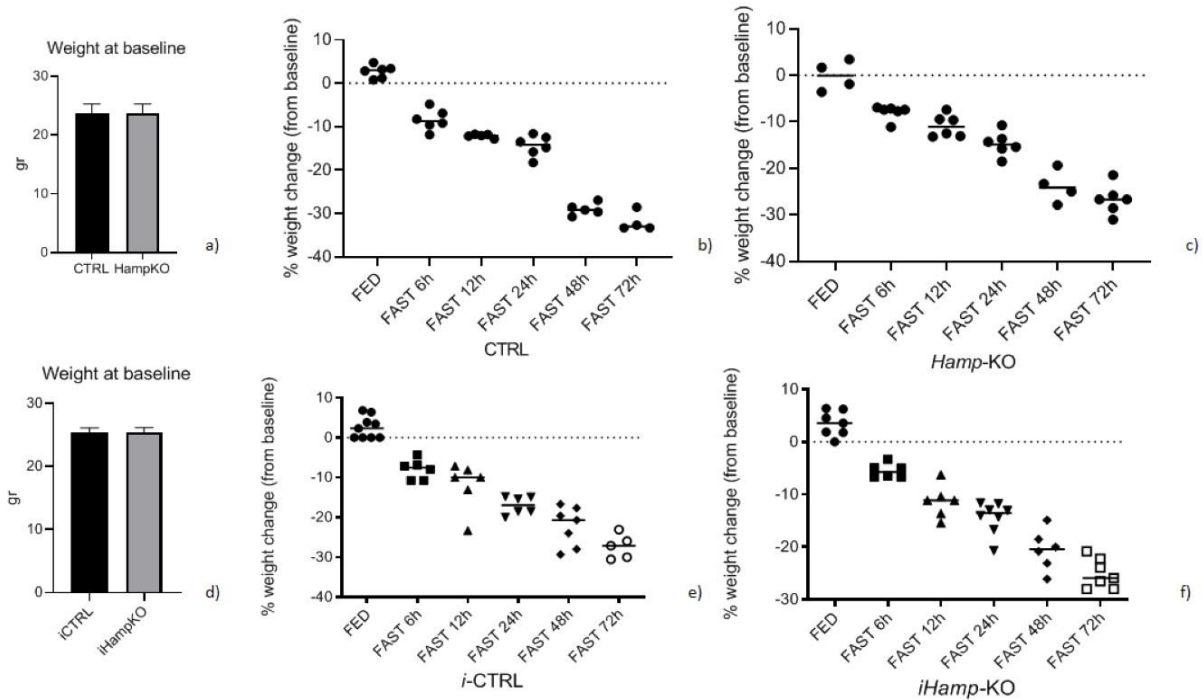 Weight at baseline
30
20
10
0
gr
CTRL HampKO
a)
10
0
-10
-20
-30
-40
% weight change (from baseline)
FED
FAST 6h
FAST 12h
FAST 24h
FAST 48h
FAST 72h
CTRL
b)
10
0
-10
-20
-30
-40
% weight change (from baseline)
FED
FAST 6h
FAST 12h
FAST 24h
FAST 48h
FAST 72h
Hamp-KO
c)
Weight at baseline
30
20
10
0
gr
iCTRL
iHampKO
d)
10
0
-10
-20
-30
-40
% weight change (from baseline)
FED
FAST 6h
FAST 12h
FAST 24h
FAST 48h
FAST 72h
i-CTRL
e)
10
0
-10
-20
-30
% weight change (from baseline)
FED
FAST 6h
FAST 12h
FAST 24h
FAST 48h
FAST 72h
iHamp-KO
f)